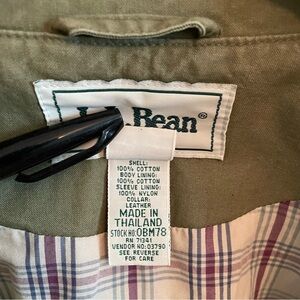 L.L.Bean®
SHELL:
100% COTTON
BODY LINING:
100% COTTON
SLEEVE LINING:
100% NYLON
COLLAR:
LEATHER
MADE IN
THAILAND
STOCK NO. OBM78
RN 71341
VENDOR NO: 03790
SEE REVERSE
FOR CARE